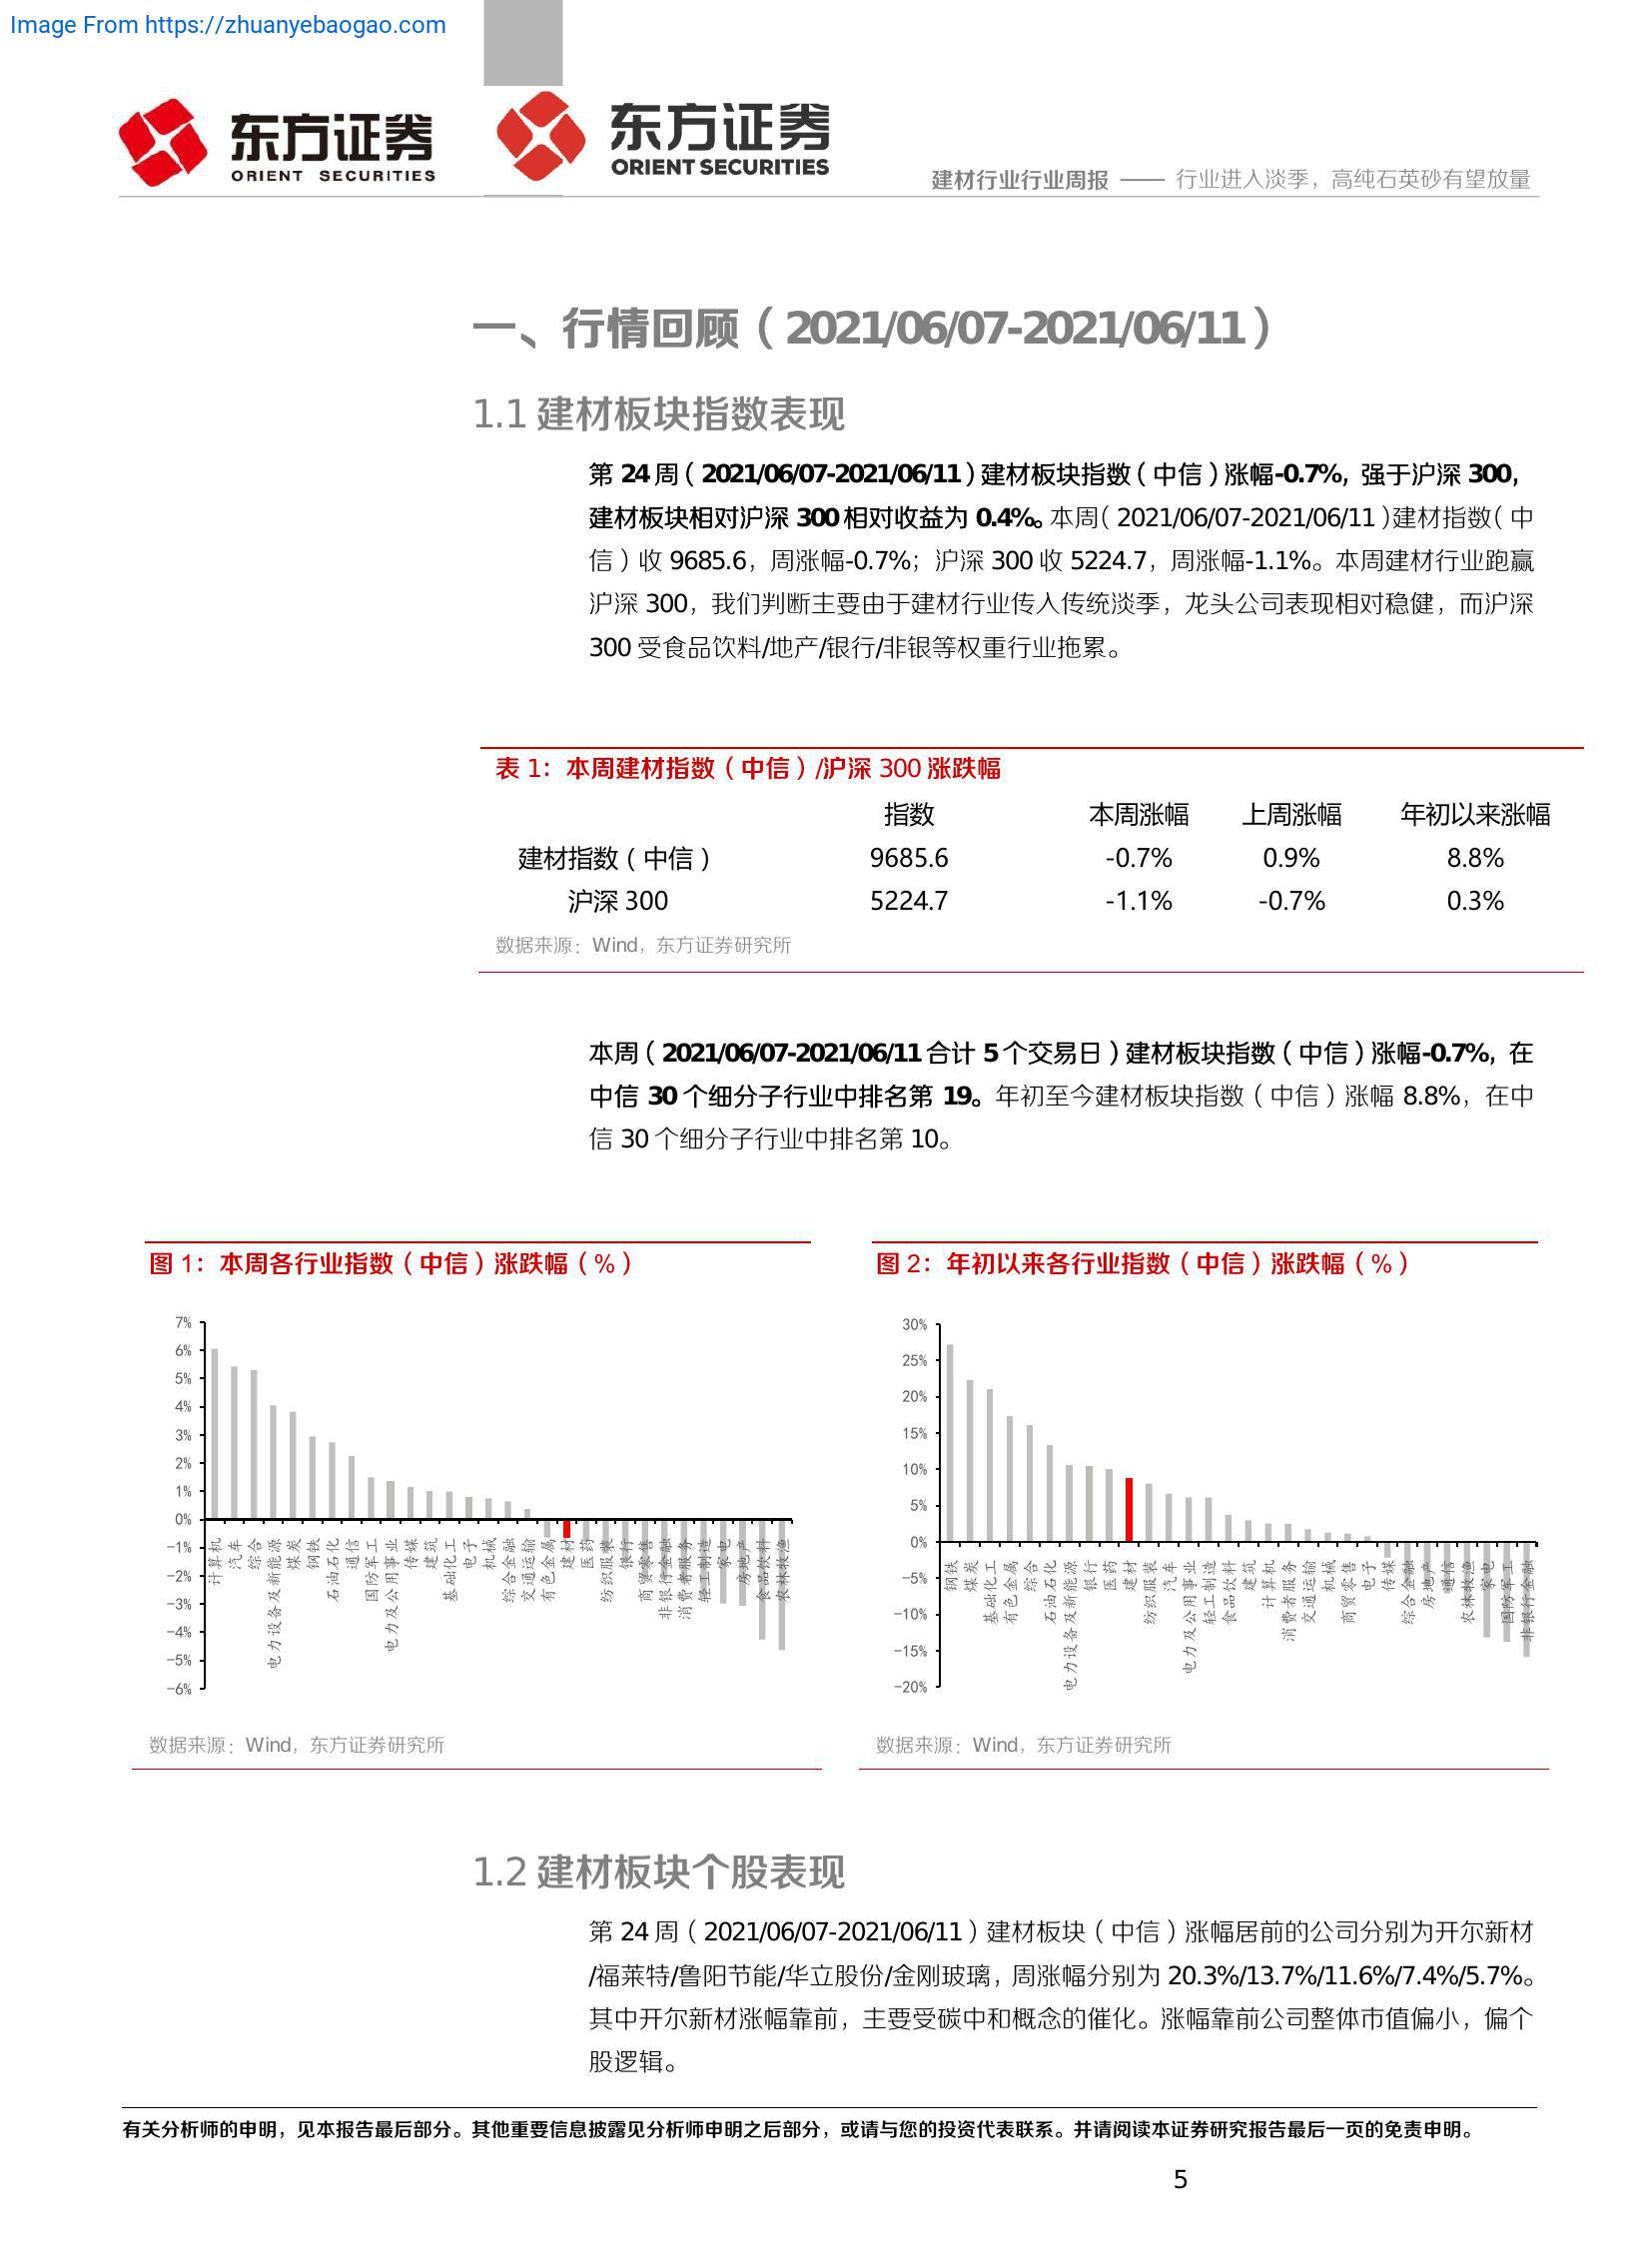 Image From https://zhuanyebaogao.com
东方证券
ORIENT SECURITIES
东方证券
ORIENT SECURITIES
建材行业行业周报 —— 行业进入淡季，高纯石英砂有望放量
一、行情回顾（2021/06/07-2021/06/11）
1.1 建材板块指数表现
第 24 周（2021/06/07-2021/06/11）建材板块指数（中信）涨幅-0.7%，强于沪深 300，
建材板块相对沪深 300 相对收益为 0.4%。本周（2021/06/07-2021/06/11）建材指数（中
信）收 9685.6，周涨幅-0.7%；沪深 300 收 5224.7，周涨幅-1.1%。本周建材行业跑赢
沪深 300，我们判断主要由于建材行业传入传统淡季，龙头公司表现相对稳健，而沪深
300 受食品饮料/地产/银行/非银等权重行业拖累。
表 1：本周建材指数（中信）/沪深 300 涨跌幅
指数 本周涨幅 上周涨幅 年初以来涨幅
建材指数（中信） 9685.6 -0.7% 0.9% 8.8%
沪深 300 5224.7 -1.1% -0.7% 0.3%
数据来源：Wind，东方证券研究所
本周（2021/06/07-2021/06/11 合计 5 个交易日）建材板块指数（中信）涨幅-0.7%，在
中信 30 个细分子行业中排名第 19。年初至今建材板块指数（中信）涨幅 8.8%，在中
信 30 个细分子行业中排名第 10。
图 1：本周各行业指数（中信）涨跌幅（%）
7%
6%
5%
4%
3%
2%
1%
0%
-1%
-2%
-3%
-4%
-5%
-6%
计算机
汽车
综合
电力设备及新能源
煤炭
钢铁
石油石化
通信
国防军工
电力及公用事业
传媒
建筑
基础化工
电子
机械
综合金融
交通运输
有色金属
建材
医药
纺织服装
银行
商贸零售
非银行金融
消费者服务
轻工制造
家电
房地产
食品饮料
农林牧渔
数据来源：Wind，东方证券研究所
图 2：年初以来各行业指数（中信）涨跌幅（%）
30%
25%
20%
15%
10%
5%
0%
-5%
-10%
-15%
-20%
钢铁
煤炭
基础化工
有色金属
综合
石油石化
电力设备及新能源
银行
医药
建材
纺织服装
汽车
电力及公用事业
轻工制造
食品饮料
建筑
计算机
消费者服务
交通运输
机械
商贸零售
电子
传媒
综合金融
房地产
通信
农林牧渔
家电
国防军工
非银行金融
数据来源：Wind，东方证券研究所
1.2 建材板块个股表现
第 24 周（2021/06/07-2021/06/11）建材板块（中信）涨幅居前的公司分别为开尔新材
/福莱特/鲁阳节能/华立股份/金刚玻璃，周涨幅分别为 20.3%/13.7%/11.6%/7.4%/5.7%。
其中开尔新材涨幅靠前，主要受碳中和概念的催化。涨幅靠前公司整体市值偏小，偏个
股逻辑。
有关分析师的申明，见本报告最后部分。其他重要信息披露见分析师申明之后部分，或请与您的投资代表联系。并请阅读本证券研究报告最后一页的免责申明。
5